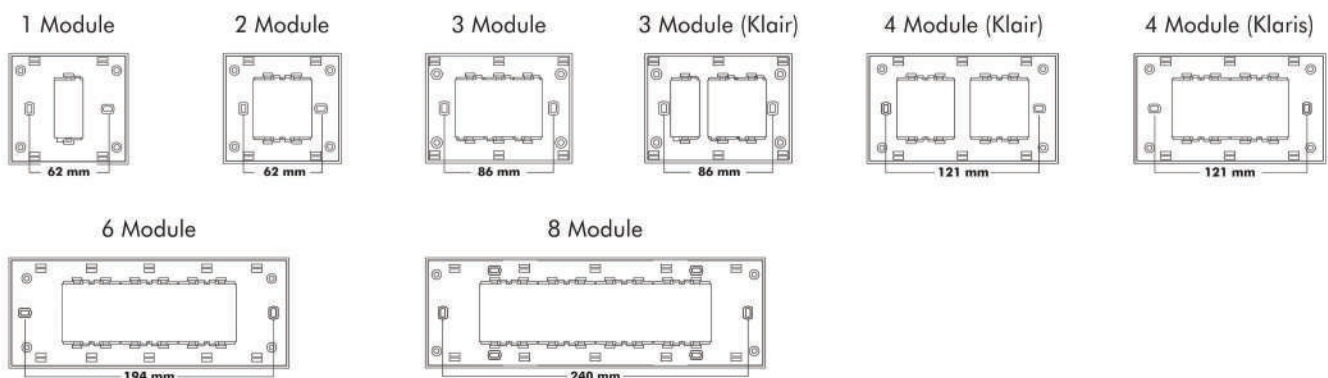 1 Module
2 Module
3 Module
3 Module (Klair)
4 Module (Klair)
4 Module (Klaris)
62 mm
62 mm
86 mm
86 mm
121 mm
121 mm
6 Module
8 Module
194 mm
240 mm